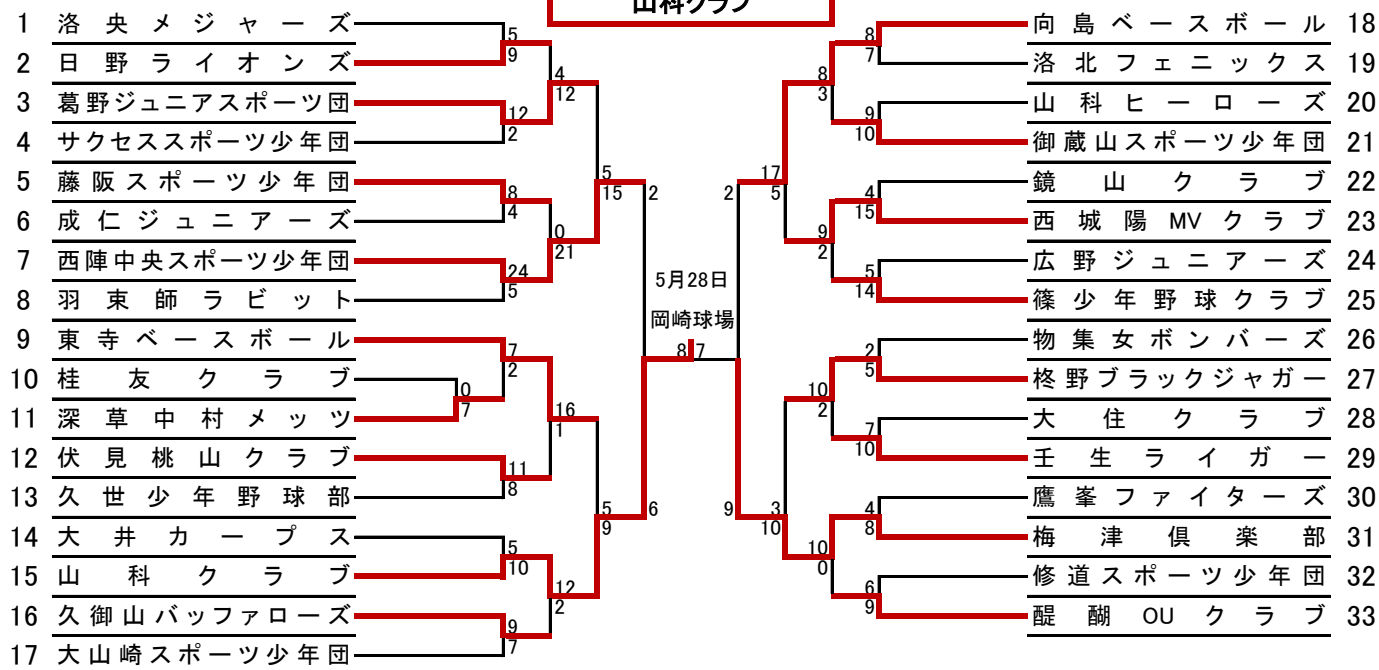 山科クラブ
1 洛央メジャーズ
2 日野ライオンズ
3 葛野ジュニアスポーツ団
4 サクセススポーツ少年団
5 藤阪スポーツ少年団
6 成仁ジュニアーズ
7 西陣中央スポーツ少年団
8 羽束師ラビット
9 東寺ベースボール
10 桂友クラブ
11 深草中村メッツ
12 伏見桃山クラブ
13 久世少年野球部
14 大井カープス
15 山科クラブ
16 久御山バッファローズ
17 大山崎スポーツ少年団
5
9
12
2
8
4
24
5
7
2
0
7
11
8
5
10
9
7
4
12
0
21
16
1
12
2
5
15
5
9
2
6
5月28日
岡崎球場
8 7
2
9
17
5
3
10
8
3
9
2
10
2
10
0
8
7
9
10
4
15
5
14
2
5
7
10
4
8
6
9
向島ベースボール 18
洛北フェニックス 19
山科ヒーローズ 20
御蔵山スポーツ少年団 21
鏡山クラブ 22
西城陽MVクラブ 23
広野ジュニアーズ 24
篠少年野球クラブ 25
物集女ボンバーズ 26
柊野ブラックジャガー 27
大住クラブ 28
壬生ライガー 29
鷹峯ファイターズ 30
梅津倶楽部 31
修道スポーツ少年団 32
醍醐OUクラブ 33